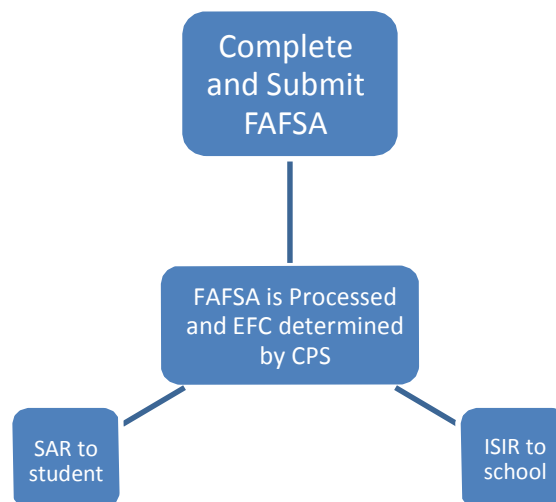 Complete
and Submit
FAFSA
FAFSA is Processed
and EFC determined
by CPS
SAR to
student
ISIR to
school